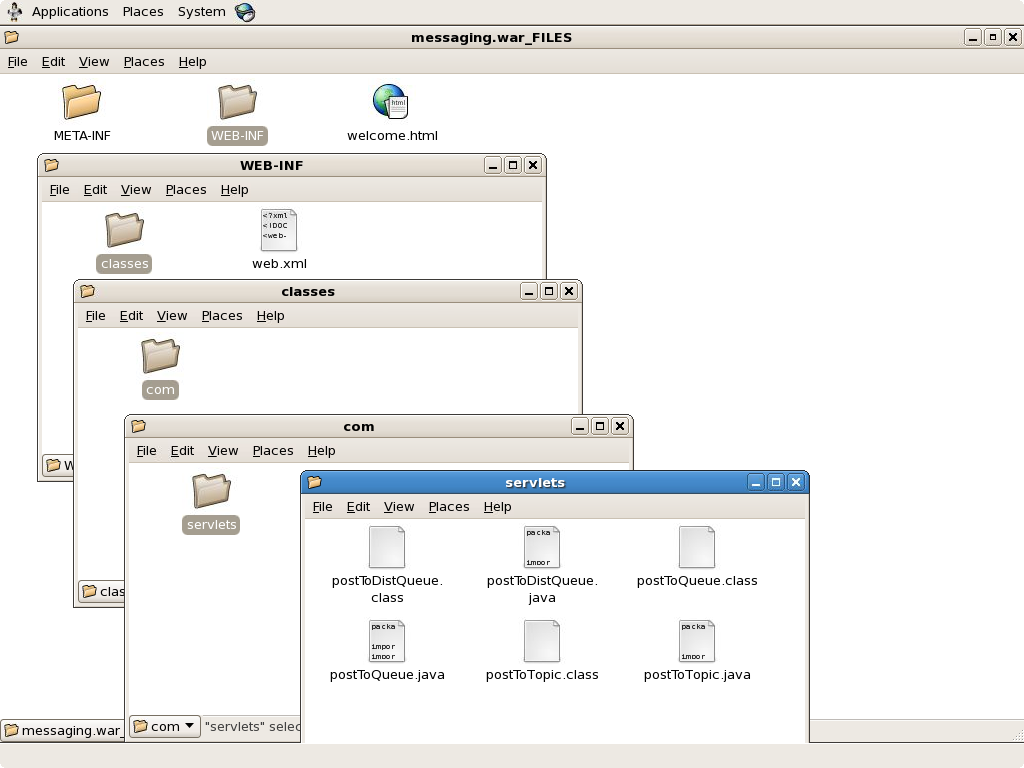 Applications Places System
messaging.war_FILES
File Edit View Places Help
META-INF WEB-INF html welcome.html
WEB-INF
File Edit View Places Help
<?xml
<!DOC
<web-
classes web.xml
classes
File Edit View Places Help
com
com
File Edit View Places Help
servlets
servlets
File Edit View Places Help
packa
impor
postToDistQueue. postToDistQueue. postToQueue.class
class java
packa packa
impor
impor impor
postToQueue.java postToTopic.class postToTopic.java
W
clas
com "servlets" selec
messaging.war_